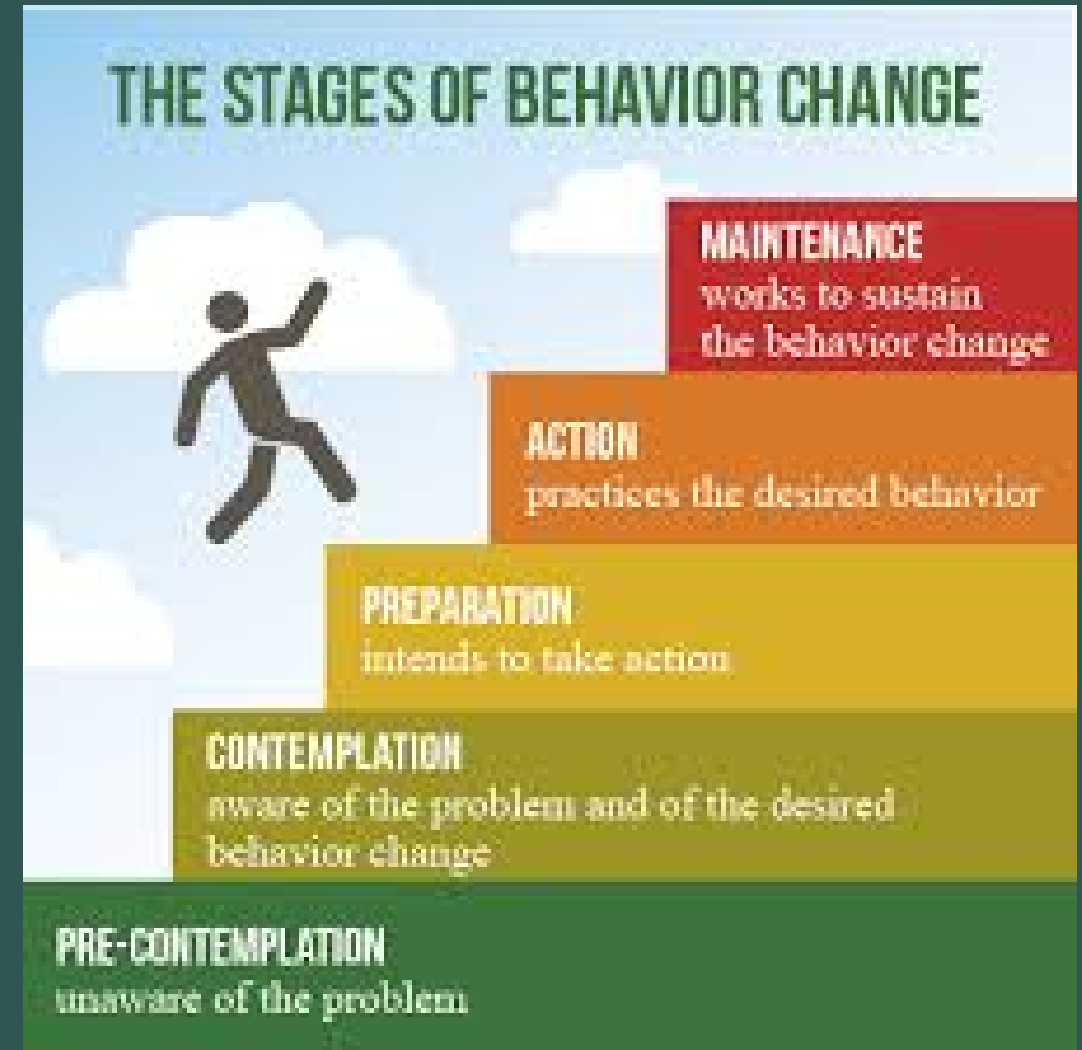 THE STAGES OF BEHAVIOR CHANGE
MAINTENANCE
works to sustain
the behavior change
ACTION
practices the desired behavior
PREPARATION
intends to take action
CONTEMPLATION
aware of the problem and of the desired
behavior change
PRE-CONTEMPLATION
unaware of the problem